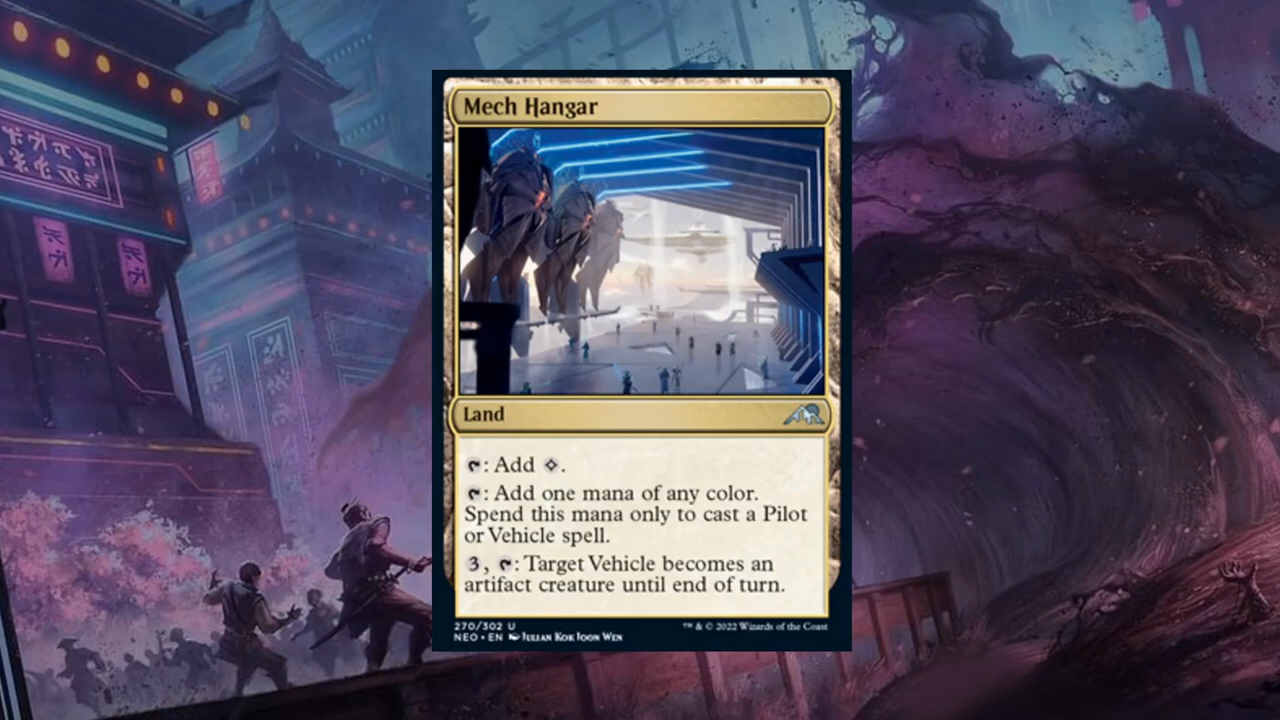 Mech Hangar
Land
: Add .
: Add one mana of any color.
Spend this mana only to cast a Pilot
or Vehicle spell.
3, : Target Vehicle becomes an
artifact creature until end of turn.
270/302 U
NEO • EN Julian Kok Joon Wen
™ & © 2022 Wizards of the Coast